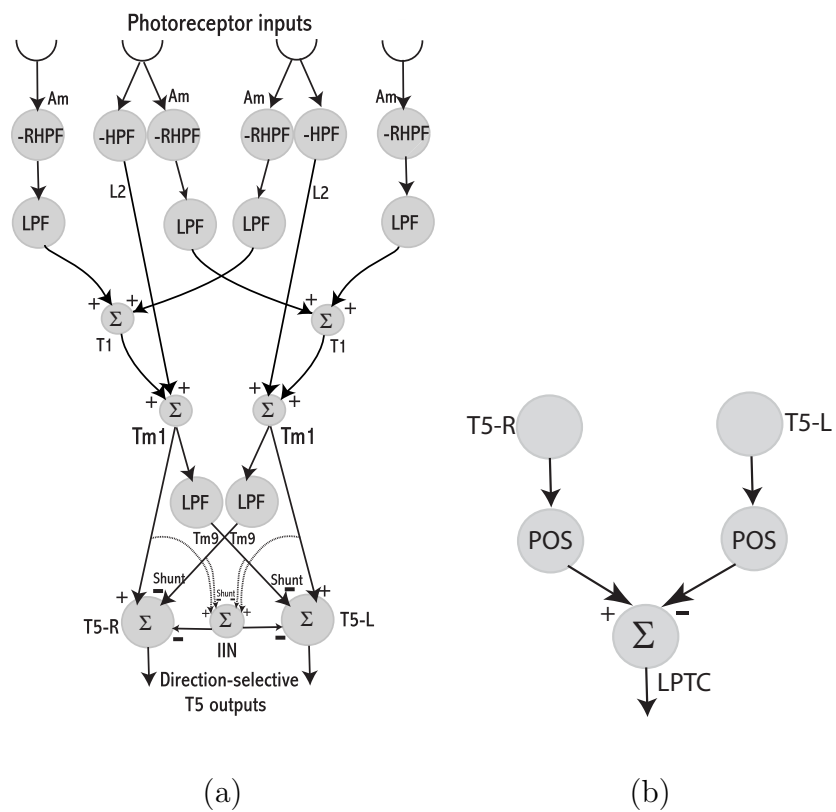 Photoreceptor inputs
Am Am Am Am
-RHPF -HPF -RHPF -RHPF -HPF -RHPF
L2 L2
LPF LPF LPF LPF
+ + + +
Σ Σ
T1 T1
+ + + +
Σ Σ
Tm1 Tm1
T5-R T5-L
LPF LPF
Tm9 Tm9
POS POS
Shunt Shunt Shunt
+ - - - + + +
Σ Σ Σ
T5-R T5-L
- -
IIN
+ -
Σ
LPTC
Direction-selective
T5 outputs
(a) (b)